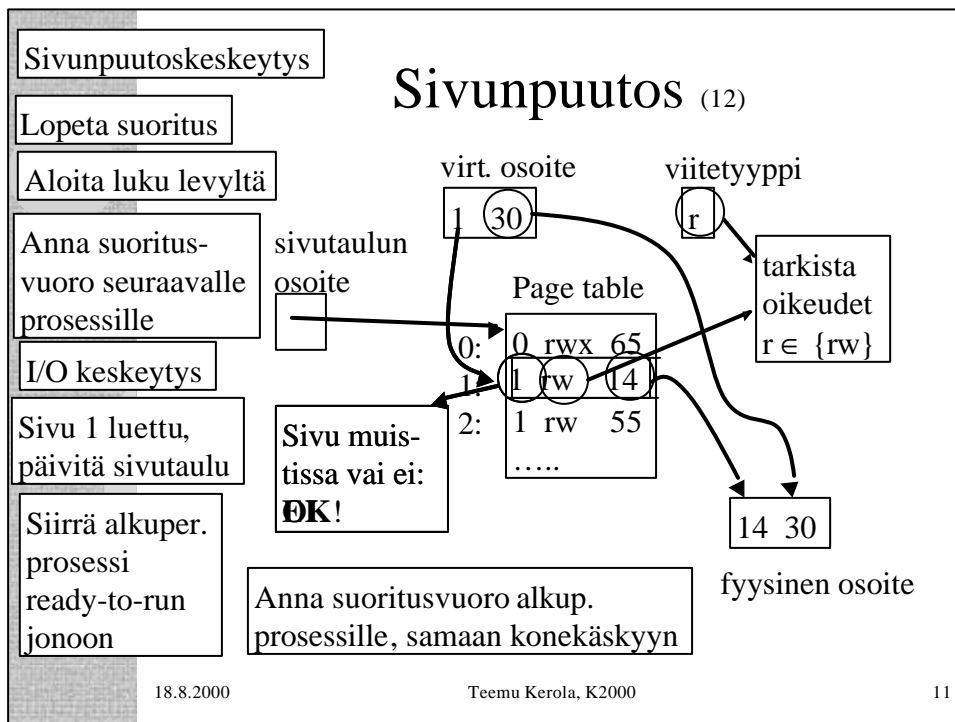 Sivunpuutoskeskeytys
Sivunpuutos (12)
Lopeta suoritus
Aloita luku levyltä
Anna suoritus-
vuoro seuraavalle
prosessille
I/O keskeytys
Sivu 1 luettu,
päivitä sivutaulu
Siirrä alkuper.
prosessi
ready-to-run
jonoon
virt. osoite
1 30
viitetyyppi
r
sivutaulun
osoite
Page table
0: 0 rwx 65
1: 1 rw 14
2: 1 rw 55
.....
tarkista
oikeudet
r ∈ {rw}
Sivu muis-
tissa vai ei:
14 30
fyysinen osoite
Anna suoritusvuoro alkup.
prosessille, samaan konekäskyyn
18.8.2000
Teemu Kerola, K2000
11